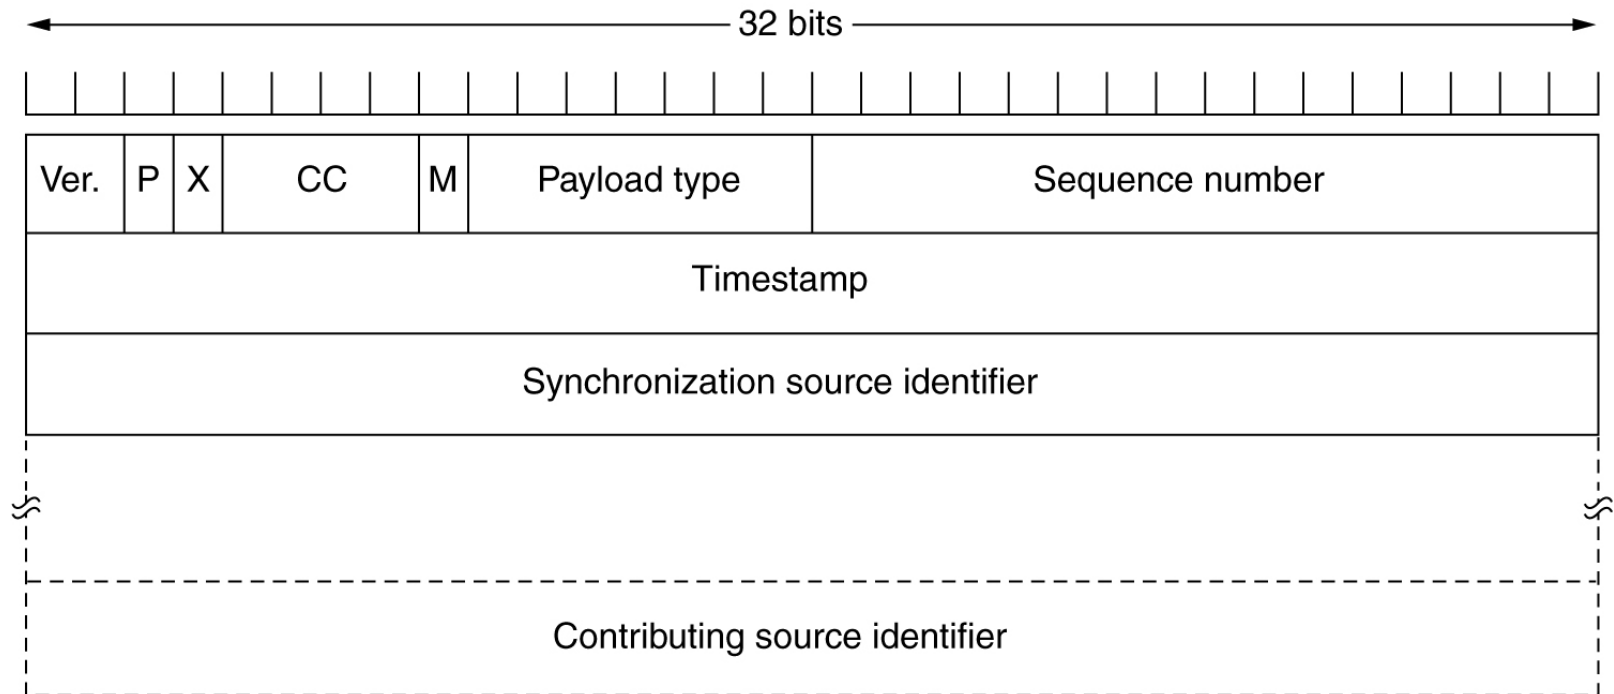 32 bits
Ver. P X CC M Payload type Sequence number
Timestamp
Synchronization source identifier
Contributing source identifier